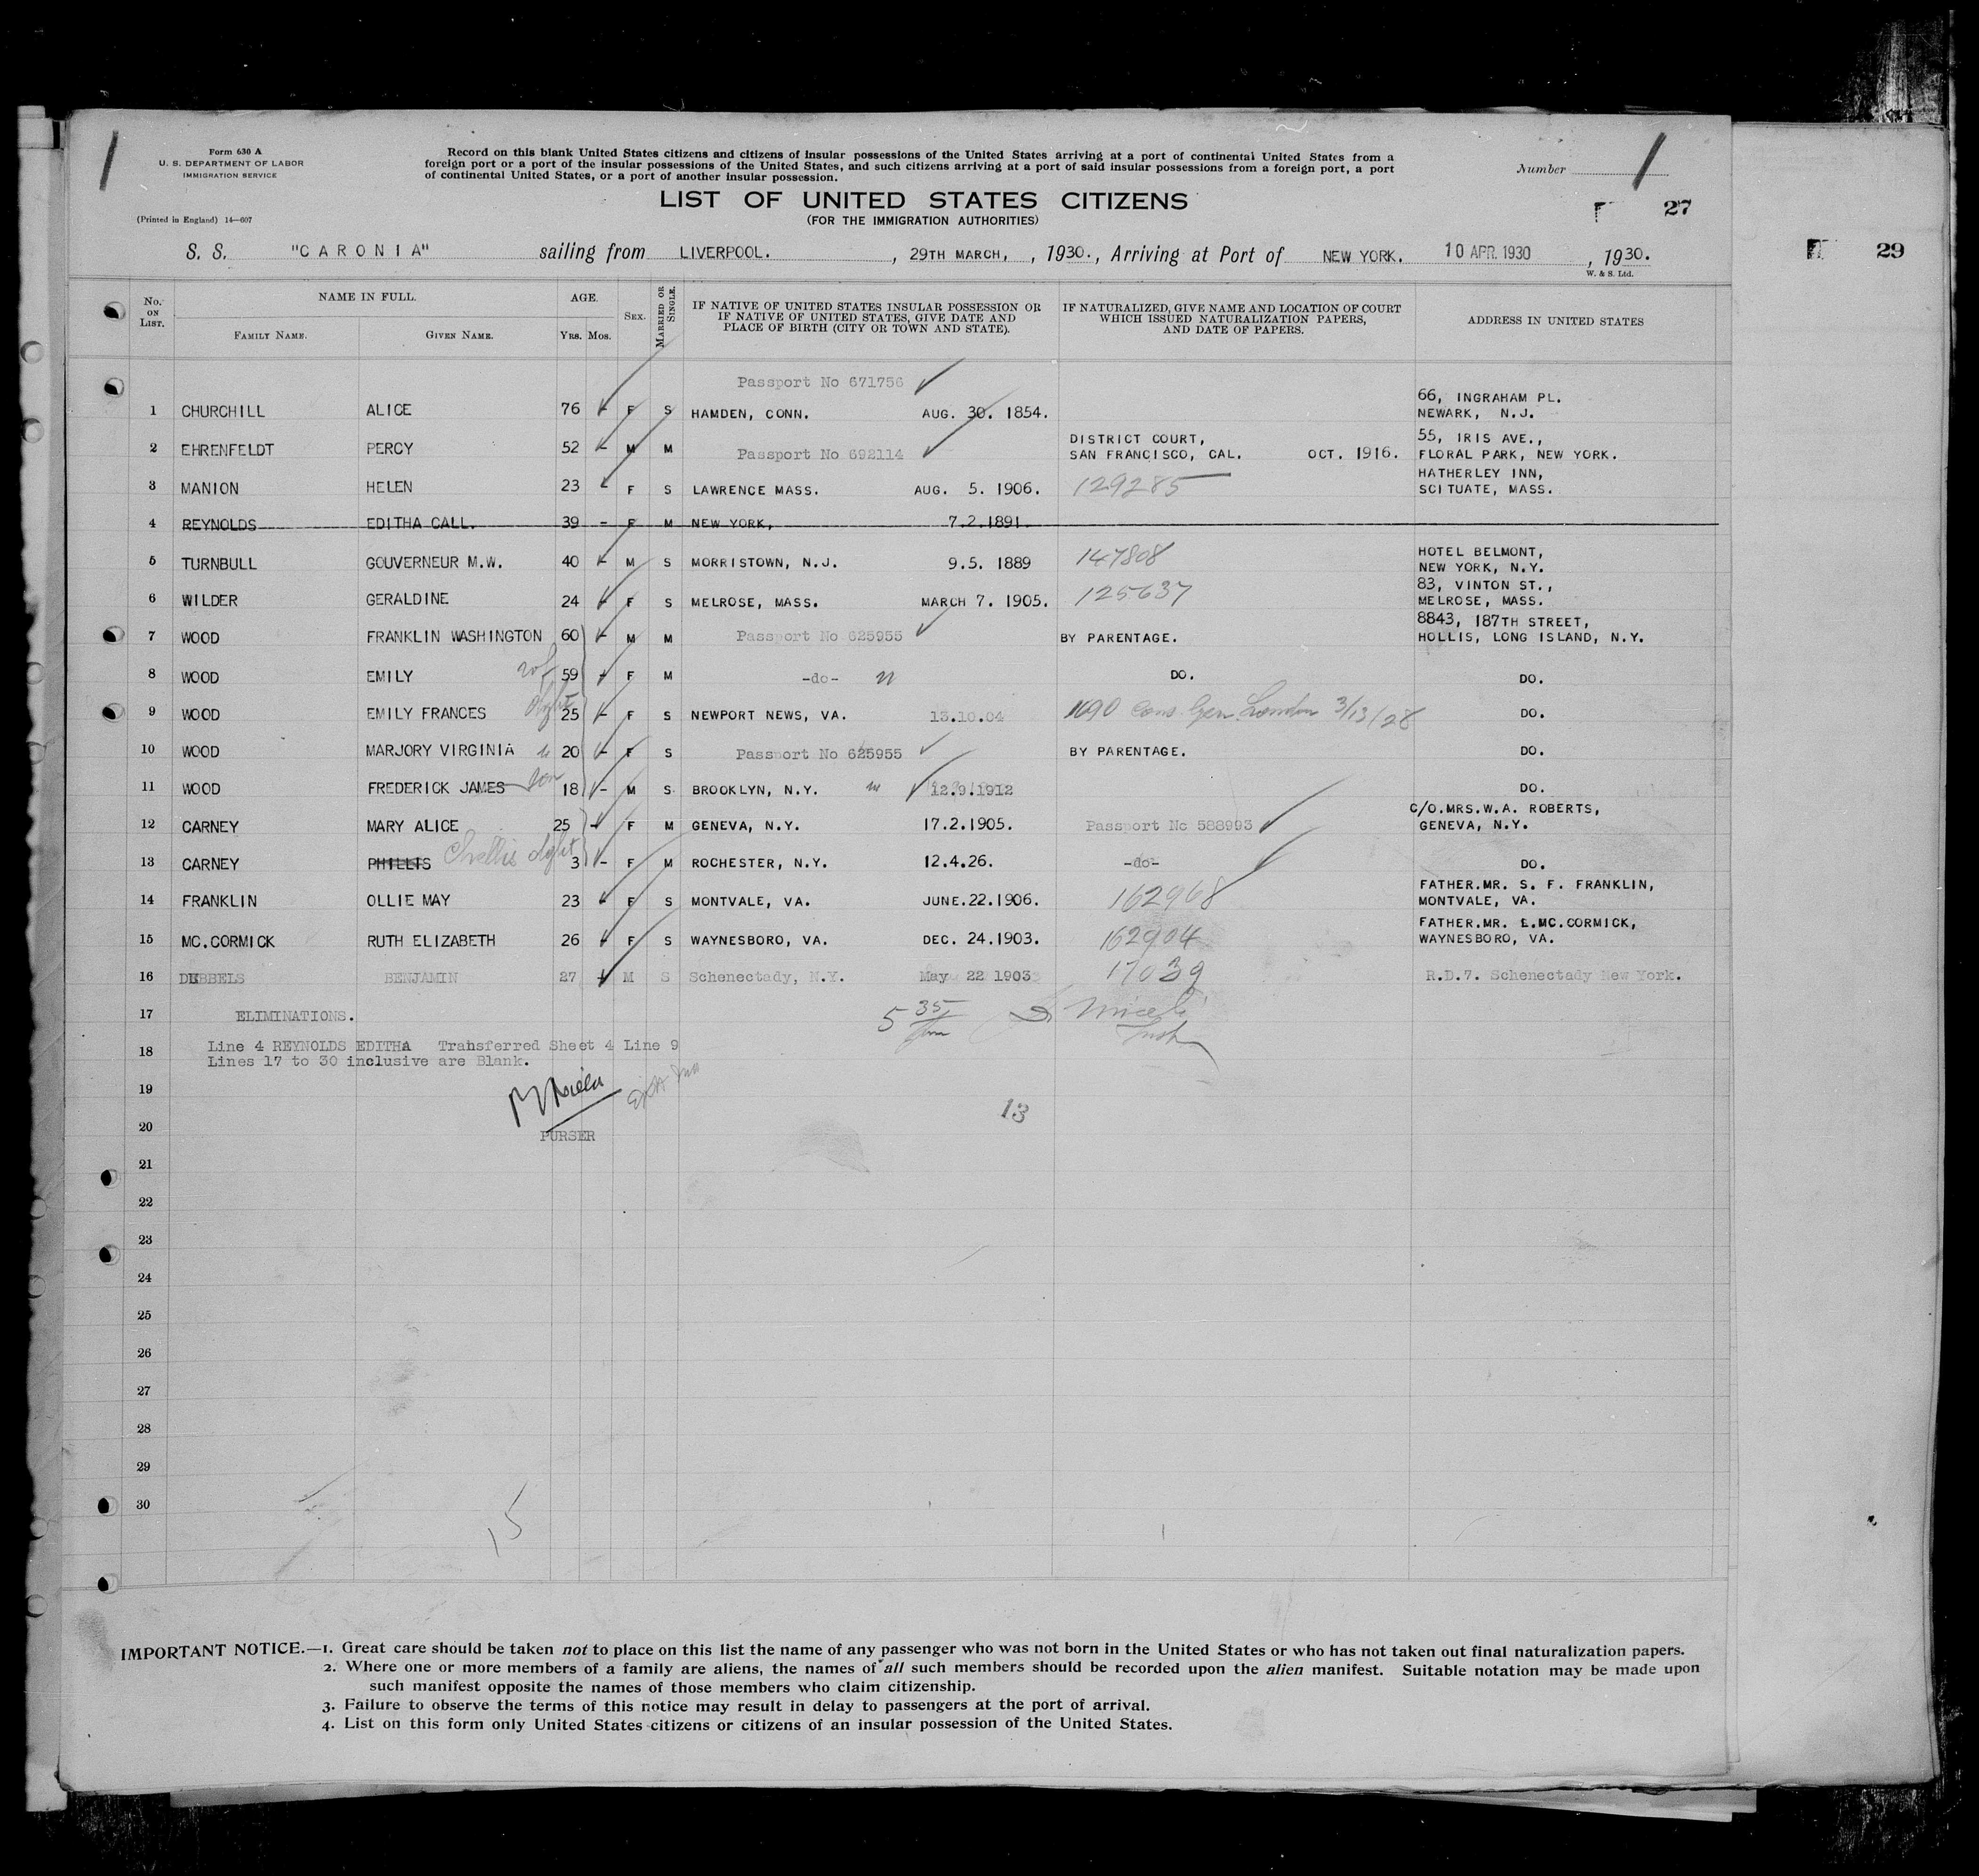 Form 630 A
U. S. DEPARTMENT OF LABOR
IMMIGRATION SERVICE
(Printed in England) 14—607
Record on this blank United States citizens and citizens of insular possessions of the United States arriving at a port of continental United States from a
foreign port or a port of the insular possessions of the United States, and such citizens arriving at a port of said insular possessions from a foreign port, a port
of continental United States, or a port of another insular possession.
Number 1
LIST OF UNITED STATES CITIZENS
(FOR THE IMMIGRATION AUTHORITIES)
27
29
S. S. "CARONIA" sailing from LIVERPOOL. , 29TH MARCH, , 1930., Arriving at Port of NEW YORK. 10 APR. 1930 , 1930.
W. & S. Ltd.
No. ON LIST. NAME IN FULL. FAMILY NAME. GIVEN NAME. AGE. YRS. MOS. SEX. MARRIED OR SINGLE. IF NATIVE OF UNITED STATES INSULAR POSSESSION OR IF NATIVE OF UNITED STATES, GIVE DATE AND PLACE OF BIRTH (CITY OR TOWN AND STATE). IF NATURALIZED, GIVE NAME AND LOCATION OF COURT WHICH ISSUED NATURALIZATION PAPERS, AND DATE OF PAPERS. ADDRESS IN UNITED STATES
Passport No 671756
1 CHURCHILL ALICE 76 - F S HAMDEN, CONN. AUG. 30. 1854. 66, INGRAHAM PL. NEWARK, N.J.
2 EHRENFELDT PERCY 52 - M M Passport No 692114 DISTRICT COURT, SAN FRANCISCO, CAL. OCT. 1916. 55, IRIS AVE., FLORAL PARK, NEW YORK.
3 MANION HELEN 23 - F S LAWRENCE MASS. AUG. 5. 1906. 129285 HATHERLEY INN, SCITUATE, MASS.
4 REYNOLDS EDITHA CALL. 39 - F M NEW YORK, 7.2.1891
5 TURNBULL GOUVERNEUR M.W. 40 - M S MORRISTOWN, N.J. 9.5. 1889 147808 HOTEL BELMONT, NEW YORK, N.Y.
6 WILDER GERALDINE 24 - F S MELROSE, MASS. MARCH 7. 1905. 125637 83, VINTON ST., MELROSE, MASS.
7 WOOD FRANKLIN WASHINGTON 60 - M M Passport No 625955 BY PARENTAGE. 8843, 187TH STREET, HOLLIS, LONG ISLAND, N.Y.
8 WOOD EMILY wf 59 - F M -do- DO. DO.
9 WOOD EMILY FRANCES dght 25 - F S NEWPORT NEWS, VA. 13.10.04 1690 Cons. Gen. London 3/13/28 DO.
10 WOOD MARJORY VIRGINIA 20 - F S Passport No 625955 BY PARENTAGE. DO.
11 WOOD FREDERICK JAMES son 18 - M S BROOKLYN, N.Y. 12.9.1912 DO.
12 CARNEY MARY ALICE 25 - F M GENEVA, N.Y. 17.2.1905. Passport No 588993 C/O.MRS.W.A. ROBERTS, GENEVA, N.Y.
13 CARNEY PHILLIS Chellis dght 3 - F M ROCHESTER, N.Y. 12.4.26. -do- DO.
14 FRANKLIN OLLIE MAY 23 - F S MONTVALE, VA. JUNE.22.1906. 162968 FATHER.MR. S. F. FRANKLIN, MONTVALE, VA.
15 MC.CORMICK RUTH ELIZABETH 26 - F S WAYNESBORO, VA. DEC. 24.1903. 162904 FATHER.MR. E.MC.CORMICK, WAYNESBORO, VA.
16 DUBBELS BENJAMIN 27 - M S Schenectady, N.Y. May 22 1903 17039 R.D.7. Schenectady New York.
17 ELIMINATIONS. 5 35
18 Line 4 REYNOLDS EDITHA Transferred Sheet 4 Line 9
Lines 17 to 30 inclusive are Blank.
19
20 PURSER 13
21
22
23
24
25
26
27
28
29
30
15
IMPORTANT NOTICE.—1. Great care should be taken not to place on this list the name of any passenger who was not born in the United States or who has not taken out final naturalization papers.
2. Where one or more members of a family are aliens, the names of all such members should be recorded upon the alien manifest. Suitable notation may be made upon
such manifest opposite the names of those members who claim citizenship.
3. Failure to observe the terms of this notice may result in delay to passengers at the port of arrival.
4. List on this form only United States citizens or citizens of an insular possession of the United States.